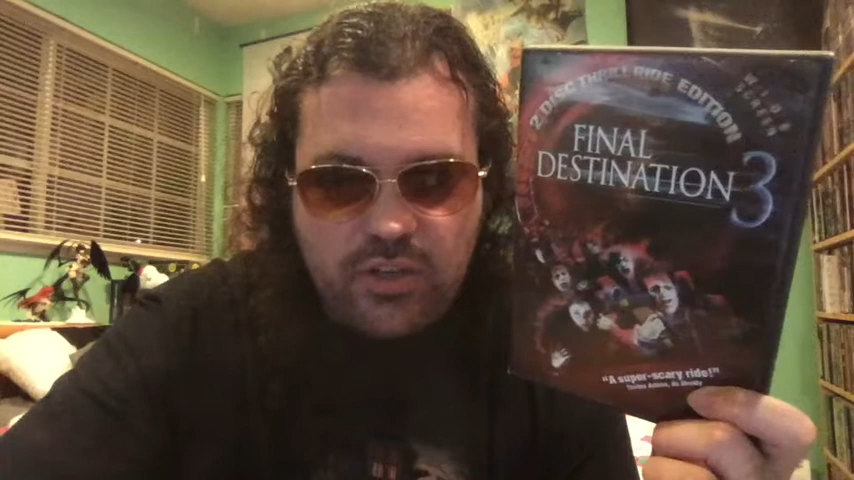 2-DISC THRILL RIDE EDITION
WIDE
SCREEN
FINAL
DESTINATION 3
"A super-scary ride!"